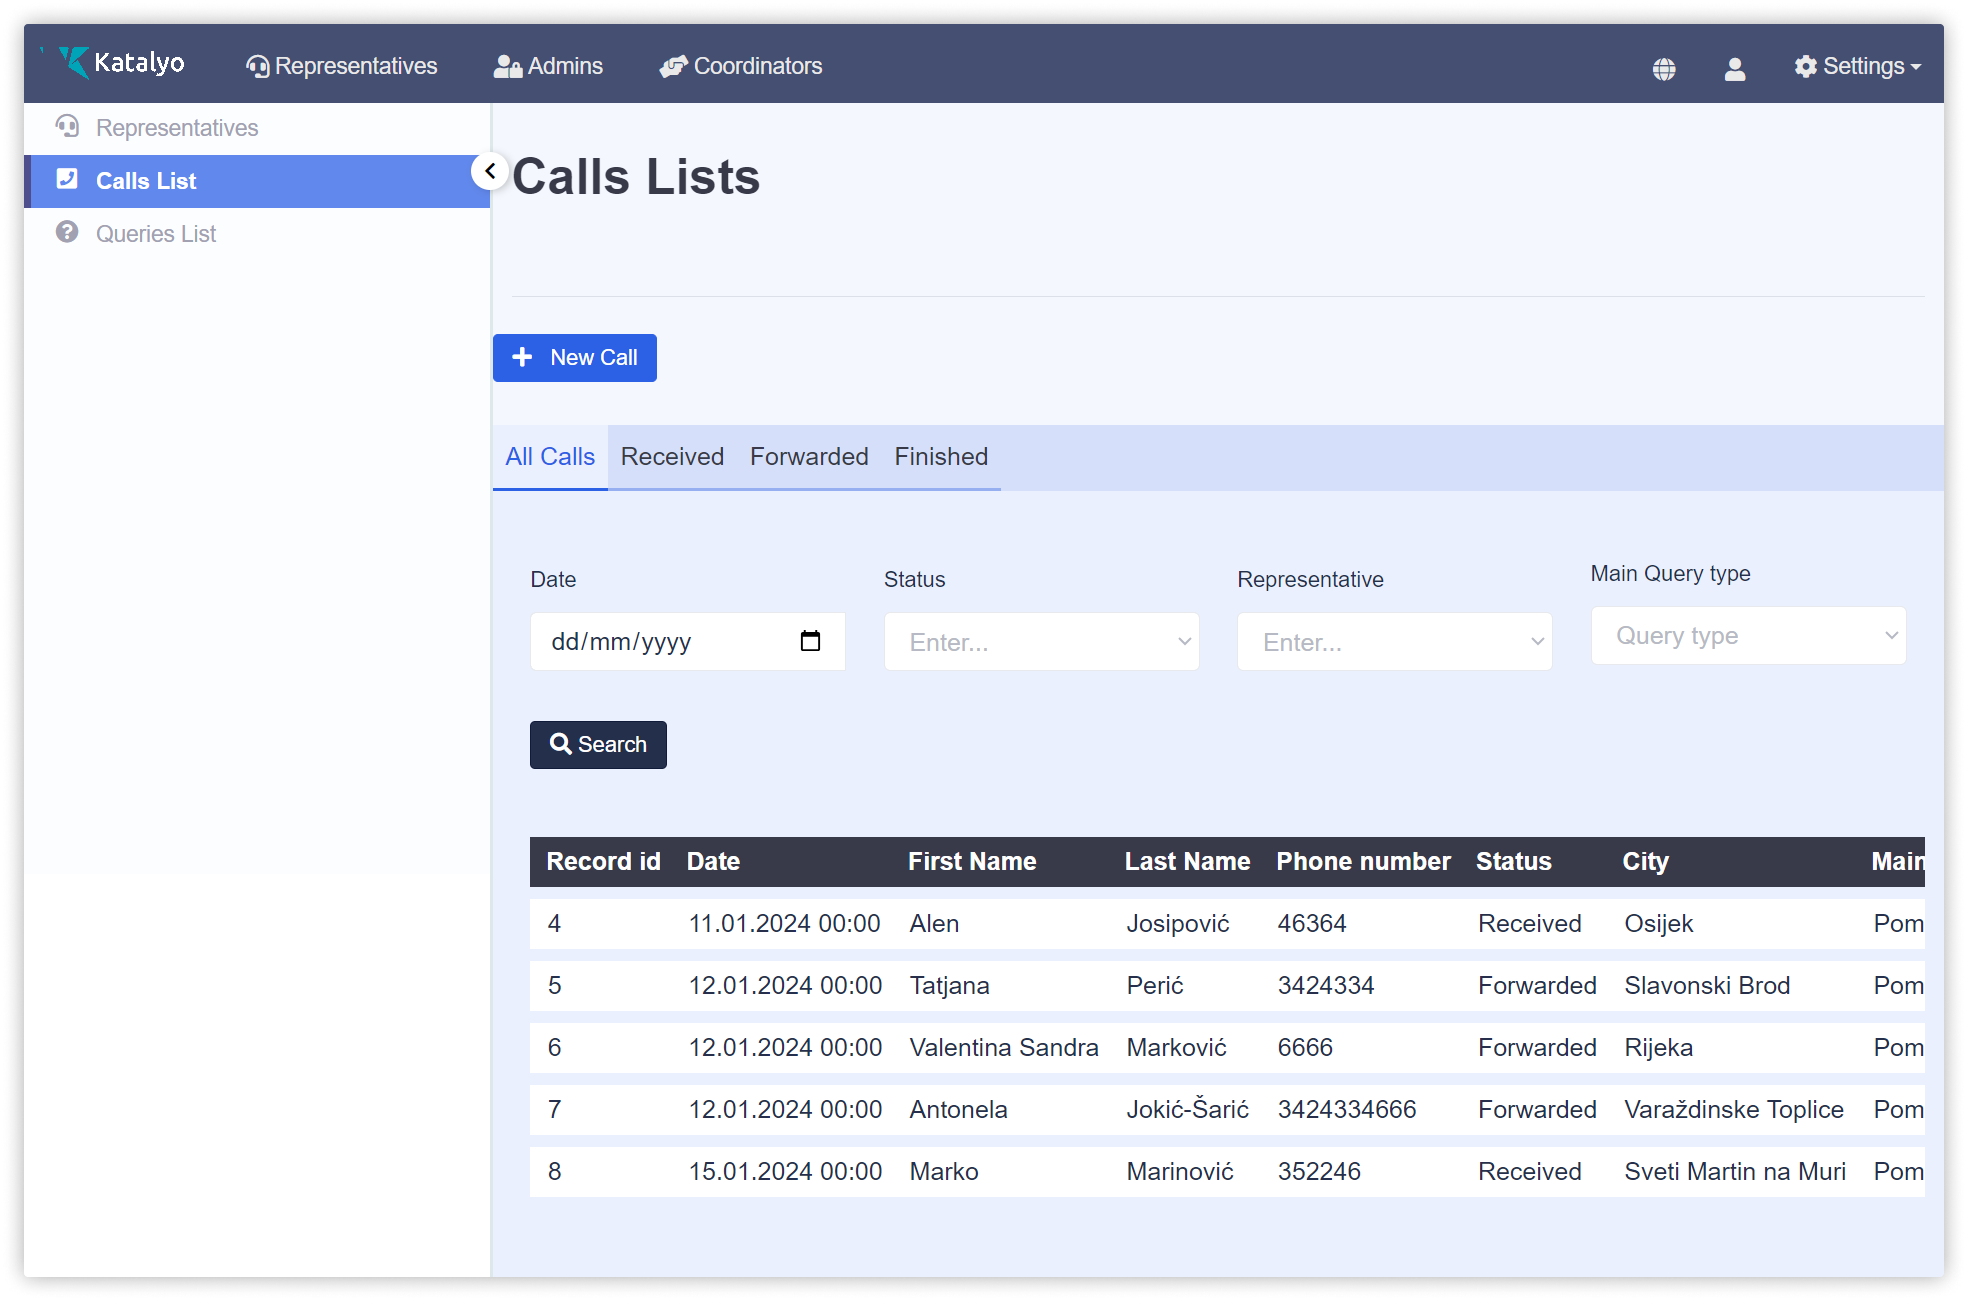 Katalyo Representatives Admins Coordinators Settings
Representatives
Calls List
Queries List
Calls Lists
New Call
All Calls Received Forwarded Finished
Date Status Representative Main Query type
dd/mm/yyyy Enter... Enter... Query type
Search
Record id Date First Name Last Name Phone number Status City Main
4 11.01.2024 00:00 Alen Josipović 46364 Received Osijek Pom
5 12.01.2024 00:00 Tatjana Perić 3424334 Forwarded Slavonski Brod Pom
6 12.01.2024 00:00 Valentina Sandra Marković 6666 Forwarded Rijeka Pom
7 12.01.2024 00:00 Antonela Jokić-Šarić 3424334666 Forwarded Varaždinske Toplice Pom
8 15.01.2024 00:00 Marko Marinović 352246 Received Sveti Martin na Muri Pom